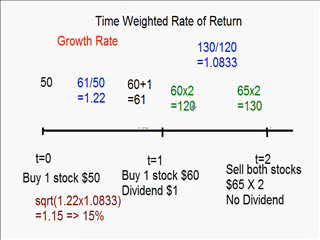 Time Weighted Rate of Return
Growth Rate
130/120
=1.0833
50
61/50
=1.22
60+1
=61
60x2
=120
65x2
=130
t=0
t=1
t=2
Buy 1 stock $50
Buy 1 stock $60
Dividend $1
Sell both stocks
$65 X 2
No Dividend
sqrt(1.22x1.0833)
=1.15 => 15%